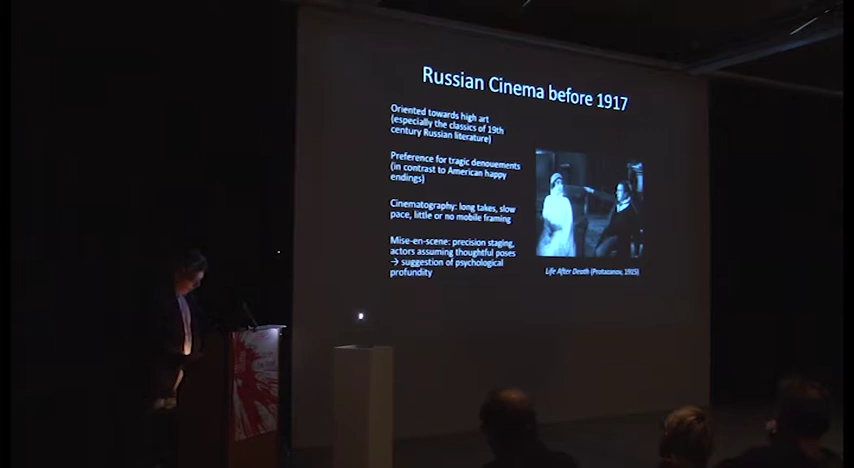 Russian Cinema before 1917
Oriented towards high art
(especially the classics of 19th
century Russian literature)
Preference for tragic denouements
(in contrast to American happy
endings)
Cinematography: long takes, slow
pace, little or no mobile framing
Mise-en-scene: precision staging,
actors assuming thoughtful poses
→ suggestion of psychological
profundity
Life After Death (Protazanov, 1915)